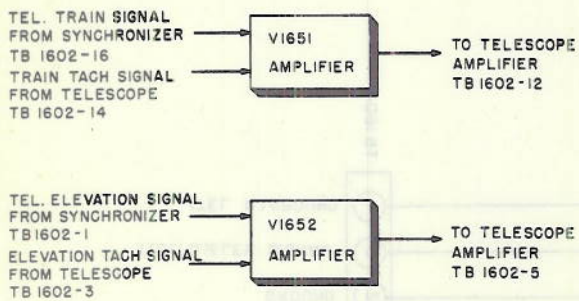 TEL. TRAIN SIGNAL
FROM SYNCHRONIZER
TB 1602-16
TRAIN TACH SIGNAL
FROM TELESCOPE
TB 1602-14
V1651
AMPLIFIER
TO TELESCOPE
AMPLIFIER
TB 1602-12
TEL. ELEVATION SIGNAL
FROM SYNCHRONIZER
TB1602-1
ELEVATION TACH SIGNAL
FROM TELESCOPE
TB 1602-3
V1652
AMPLIFIER
TO TELESCOPE
AMPLIFIER
TB 1602-5